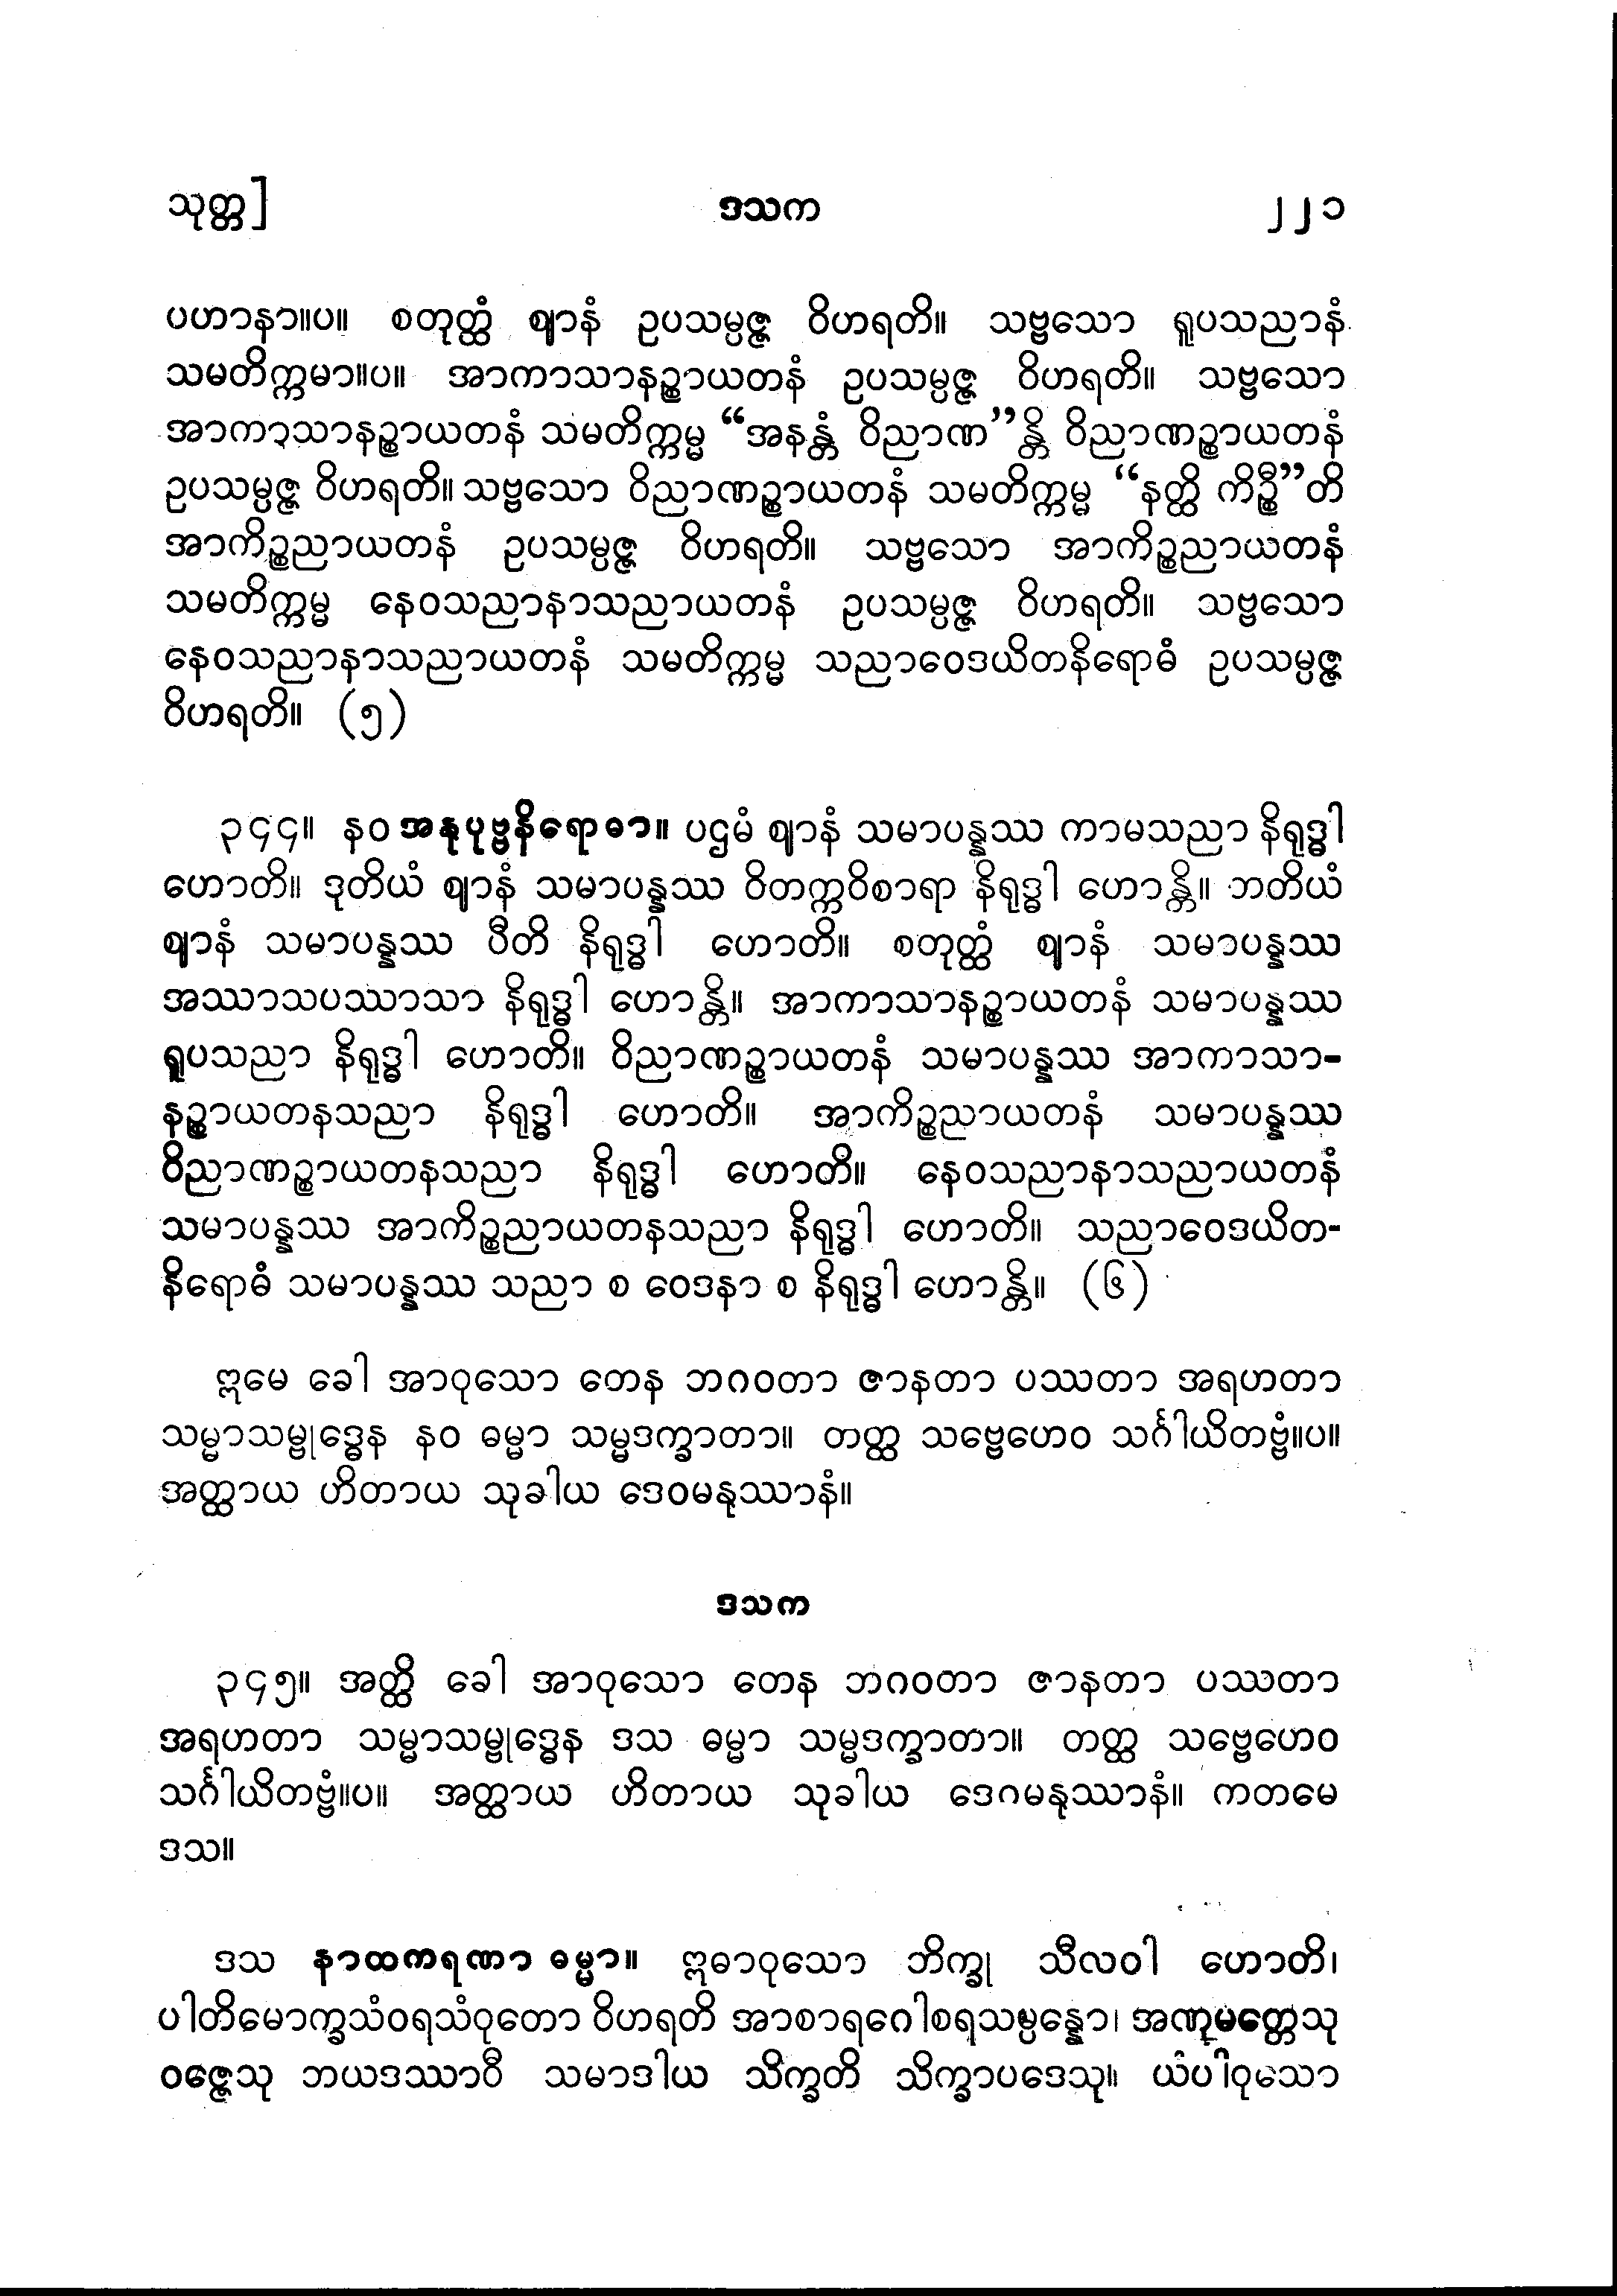 သုတ္တ] ဒသက ၂၂၁
ပဟာနာ။ပ။ စတုတ္ထံ ဈာနံ ဥပသမ္ပဇ္ဇ ဝိဟရတိ။ သဗ္ဗသော ရူပသညာနံ
သမတိက္ကမာ။ပ။ အာကာသာနဉ္စာယတနံ ဥပသမ္ပဇ္ဇ ဝိဟရတိ။ သဗ္ဗသော
အာကာသာနဉ္စာယတနံ သမတိက္ကမ္မ “အနန္တံ ဝိညာဏ”န္တိ ဝိညာဏဉ္စာယတနံ
ဥပသမ္ပဇ္ဇ ဝိဟရတိ။ သဗ္ဗသော ဝိညာဏဉ္စာယတနံ သမတိက္ကမ္မ “နတ္ထိ ကိဉ္စီ”တိ
အာကိဉ္စညာယတနံ ဥပသမ္ပဇ္ဇ ဝိဟရတိ။ သဗ္ဗသော အာကိဉ္စညာယတနံ
သမတိက္ကမ္မ နေဝသညာနာသညာယတနံ ဥပသမ္ပဇ္ဇ ဝိဟရတိ။ သဗ္ဗသော
နေဝသညာနာသညာယတနံ သမတိက္ကမ္မ သညာဝေဒယိတနိရောဓံ ဥပသမ္ပဇ္ဇ
ဝိဟရတိ။ (၅)
၃၄၄။ နဝ အနုပုဗ္ဗနိရောဓာ။ ပဌမံ ဈာနံ သမာပန္နဿ ကာမသညာ နိရုဒ္ဓါ
ဟောတိ။ ဒုတိယံ ဈာနံ သမာပန္နဿ ဝိတက္ကဝိစာရာ နိရုဒ္ဓါ ဟောန္တိ။ ဘတိယံ
ဈာနံ သမာပန္နဿ ပီတိ နိရုဒ္ဓါ ဟောတိ။ စတုတ္ထံ ဈာနံ သမာပန္နဿ
အဿာသပဿာသာ နိရုဒ္ဓါ ဟောန္တိ။ အာကာသာနဉ္စာယတနံ သမာပန္နဿ
ရူပသညာ နိရုဒ္ဓါ ဟောတိ။ ဝိညာဏဉ္စာယတနံ သမာပန္နဿ အာကာသာ-
နဉ္စာယတနသညာ နိရုဒ္ဓါ ဟောတိ။ အာကိဉ္စညာယတနံ သမာပန္နဿ
ဝိညာဏဉ္စာယတနသညာ နိရုဒ္ဓါ ဟောတိ။ နေဝသညာနာသညာယတနံ
သမာပန္နဿ အာကိဉ္စညာယတနသညာ နိရုဒ္ဓါ ဟောတိ။ သညာဝေဒယိတ-
နိရောဓံ သမာပန္နဿ သညာ စ ဝေဒနာ စ နိရုဒ္ဓါ ဟောန္တိ။ (၆)
ဣမေ ခေါ အာဝုသော တေန ဘဂဝတာ ဇာနတာ ပဿတာ အရဟတာ
သမ္မာသမ္ဗုဒ္ဓေန နဝ ဓမ္မာ သမ္မဒက္ခာတာ။ တတ္ထ သဗ္ဗေဟေဝ သင်္ဂါယိတဗ္ဗံ။ပ။
အတ္ထာယ ဟိတာယ သုခါယ ဒေဝမနုဿာနံ။
ဒသက
၃၄၅။ အတ္ထိ ခေါ အာဝုသော တေန ဘဂဝတာ ဇာနတာ ပဿတာ
အရဟတာ သမ္မာသမ္ဗုဒ္ဓေန ဒသ ဓမ္မာ သမ္မဒက္ခာတာ။ တတ္ထ သဗ္ဗေဟေဝ
သင်္ဂါယိတဗ္ဗံ။ပ။ အတ္ထာယ ဟိတာယ သုခါယ ဒေဂမနုဿာနံ။ ကတမေ
ဒသ။
ဒသ နာထကရဏာ ဓမ္မာ။ ဣဓာဝုသော ဘိက္ခု သီလဝါ ဟောတိ၊
ပါတိမောက္ခသံဝရသံဝုတော ဝိဟရတိ အာစာရဂေါစရသမ္ပန္နော၊ အဏုမတ္တေသု
ဝဇ္ဇေသု ဘယဒဿာဝီ သမာဒါယ သိက္ခတိ သိက္ခာပဒေသု။ ယံပါဝုသော